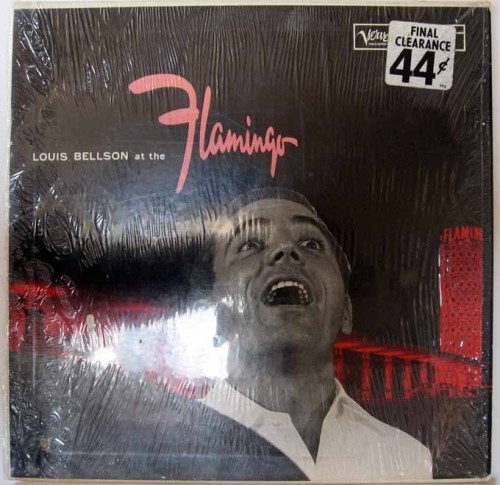 Verve
FINAL
CLEARANCE
44¢
Flamingo
LOUIS BELLSON at the
FLAMIN